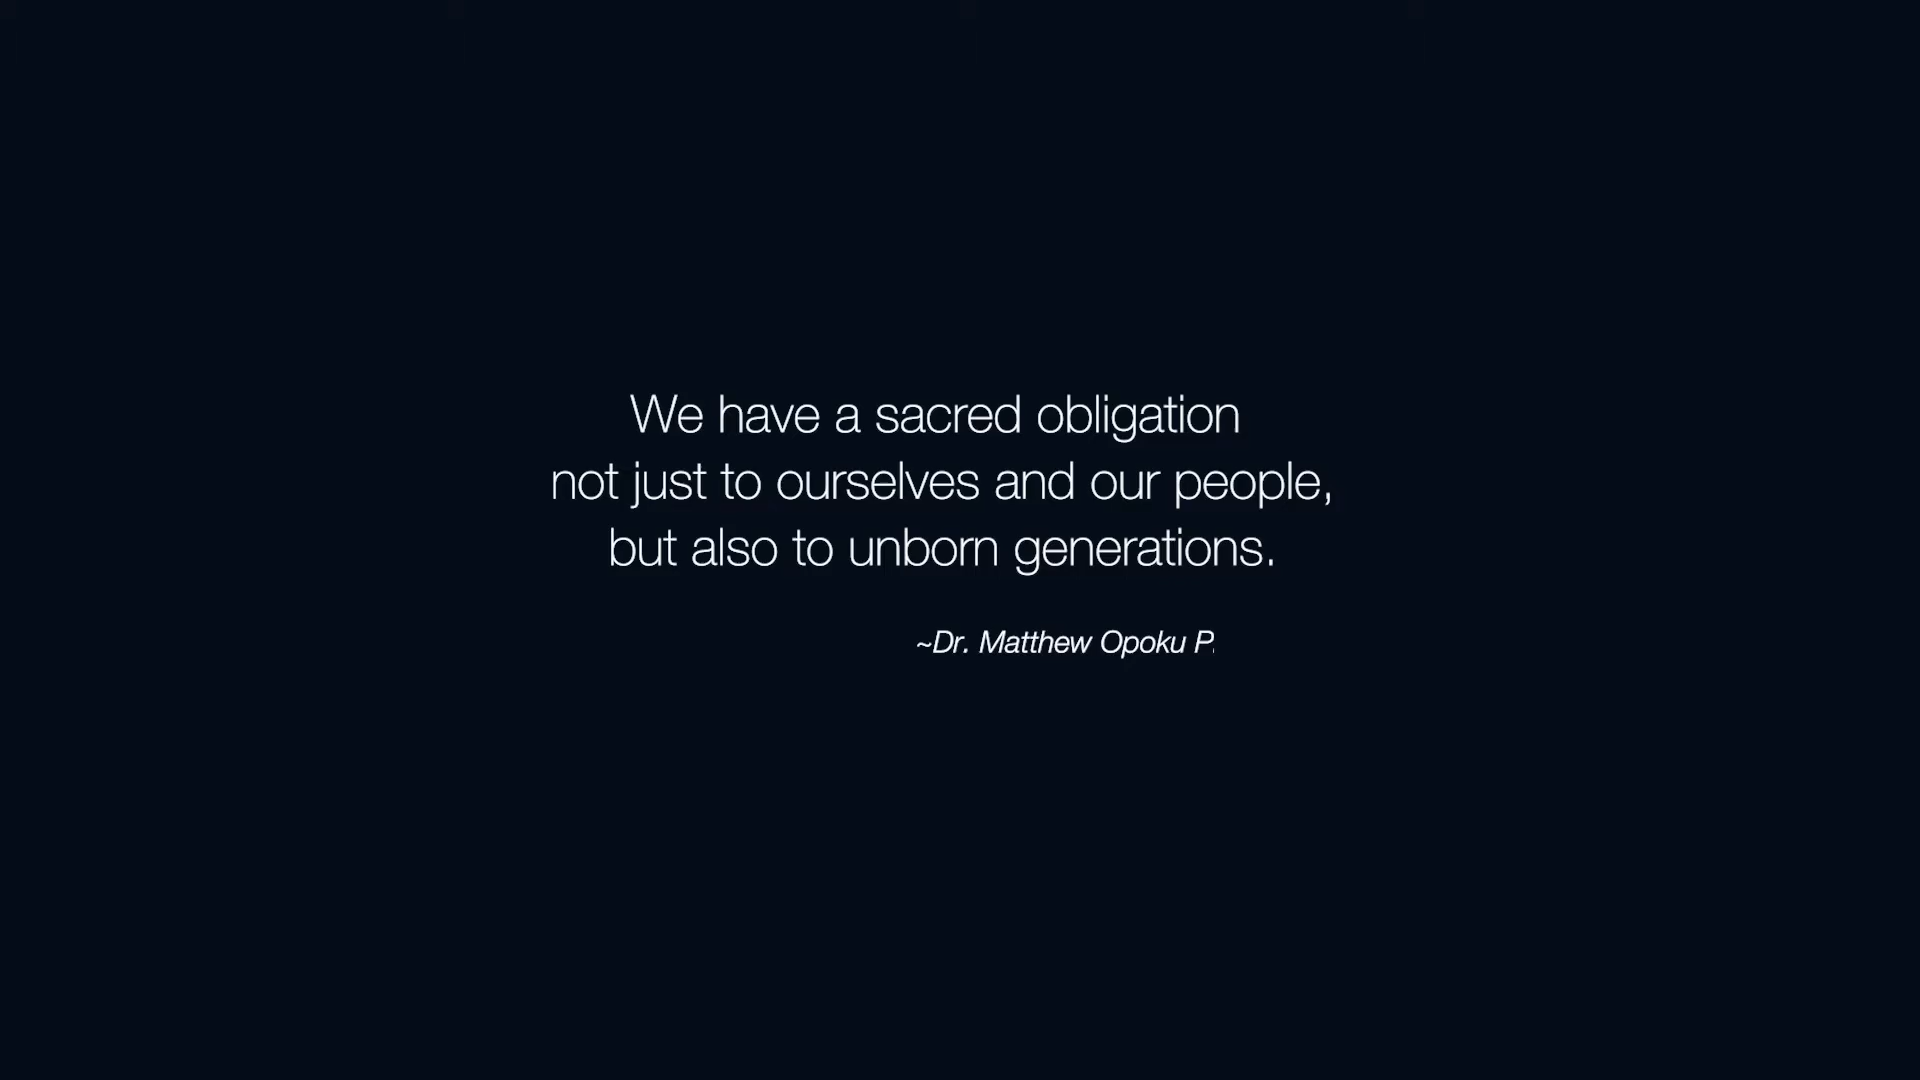 We have a sacred obligation
not just to ourselves and our people,
but also to unborn generations.
~Dr. Matthew Opoku P